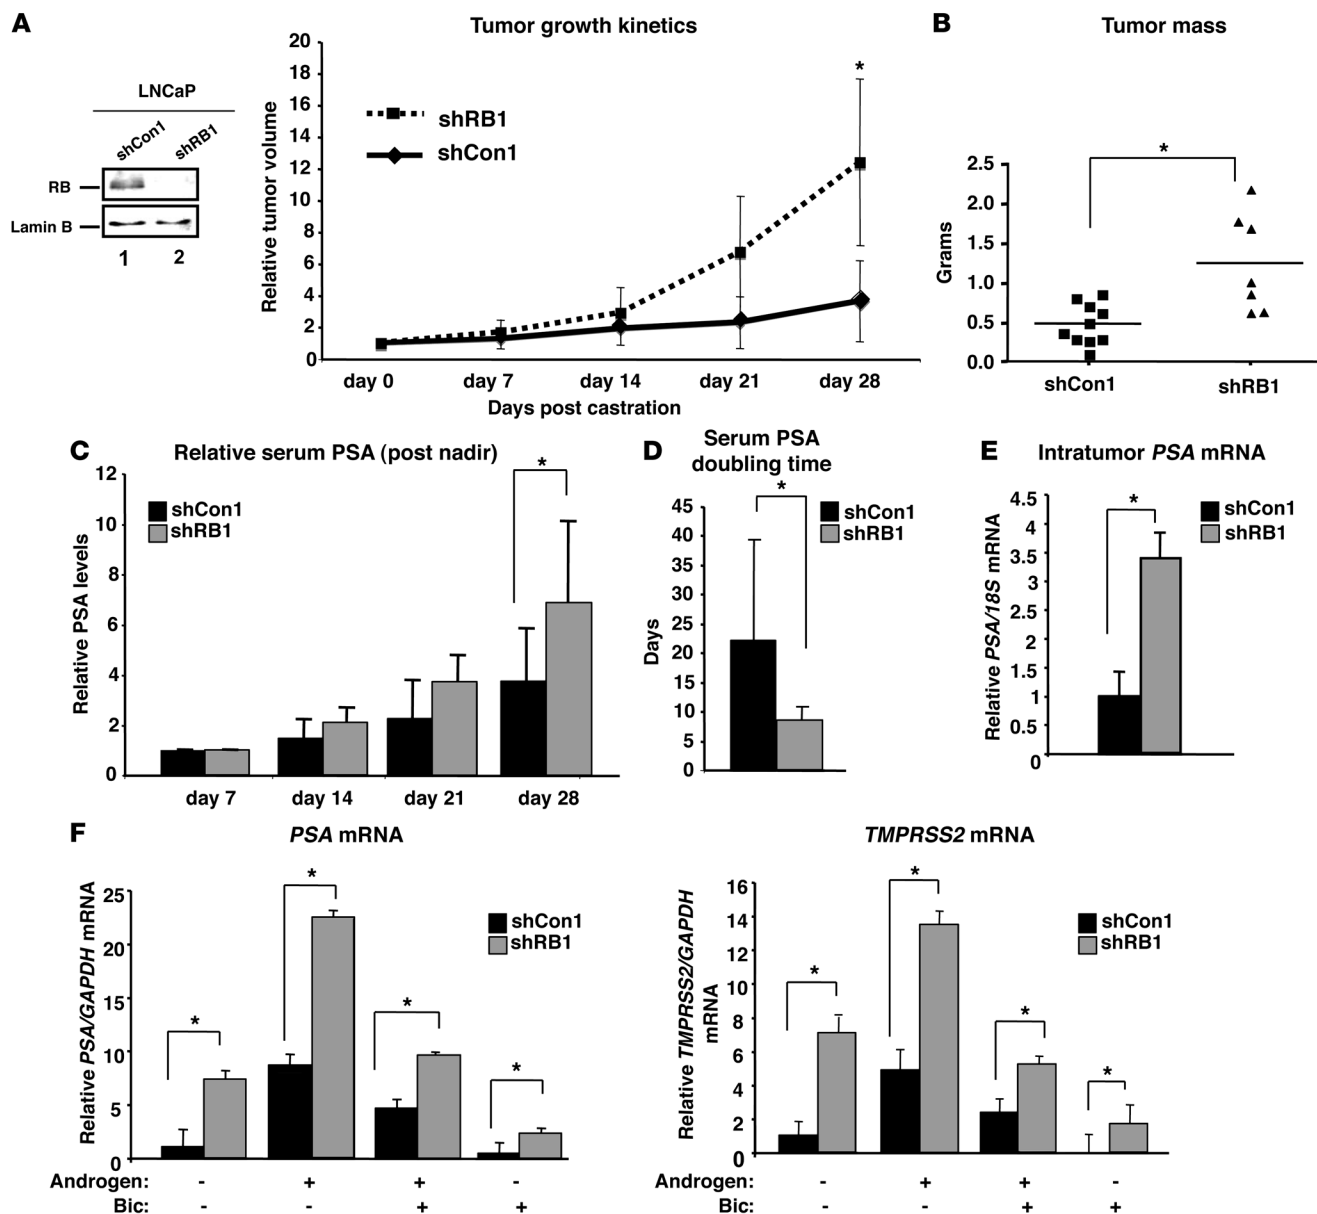 A
LNCaP
shCon1
shRB1
RB
Lamin B
1 2
Tumor growth kinetics
Relative tumor volume
20
18
16
14
12
10
8
6
4
2
0
shRB1
shCon1
*
day 0 day 7 day 14 day 21 day 28
Days post castration
B
Tumor mass
Grams
2.5
2.0
1.5
1.0
0.5
0.0
*
shCon1 shRB1
C
Relative serum PSA (post nadir)
Relative PSA levels
12
10
8
6
4
2
0
shCon1
shRB1
*
day 7 day 14 day 21 day 28
D
Serum PSA
doubling time
Days
45
40
35
30
25
20
15
10
5
0
*
shCon1
shRB1
E
Intratumor PSA mRNA
Relative PSA/18S mRNA
4.5
4
3.5
3
2.5
2
1.5
1
0.5
0
*
shCon1
shRB1
F
PSA mRNA
Relative PSA/GAPDH mRNA
25
20
15
10
5
0
* * * *
shCon1
shRB1
Androgen: - + + -
Bic: - - + +
TMPRSS2 mRNA
Relative TMPRSS2/GAPDH
mRNA
16
14
12
10
8
6
4
2
0
* * * *
shCon1
shRB1
Androgen: - + + -
Bic: - - + +